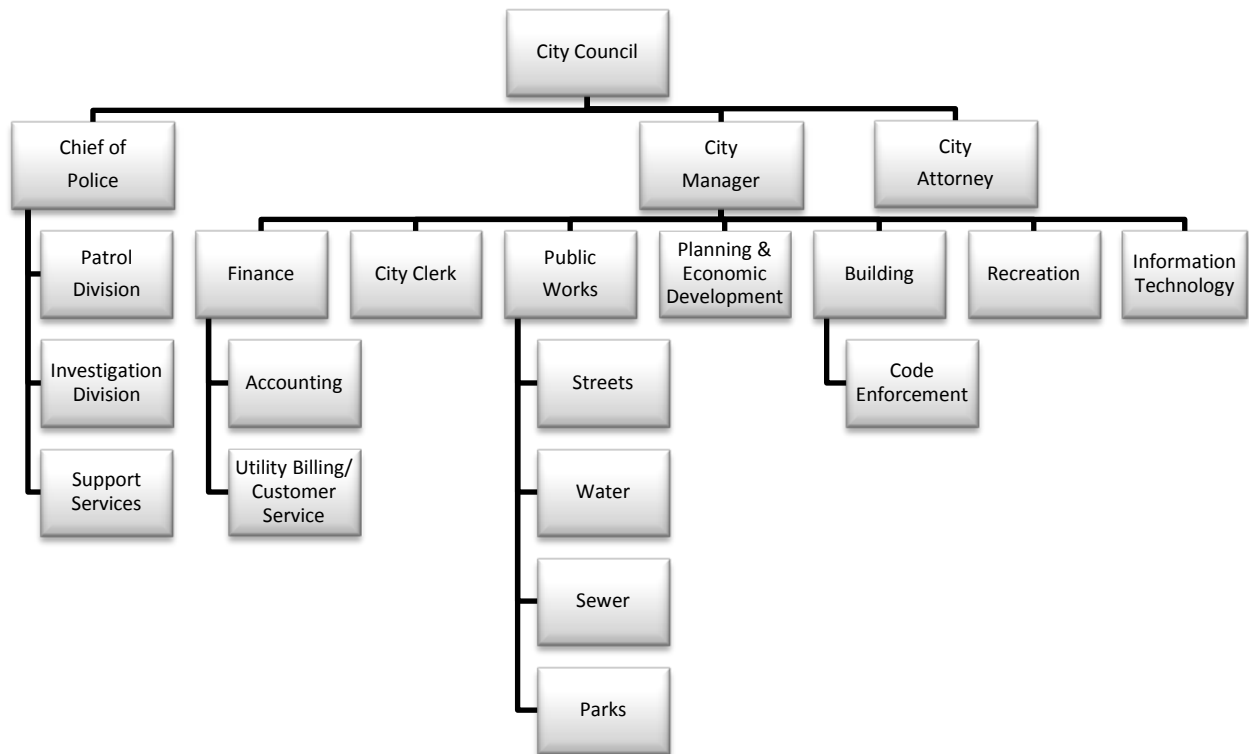 City Council
Chief of
Police
City
Manager
City
Attorney
Patrol
Division
Finance
City Clerk
Public
Works
Planning &
Economic
Development
Building
Recreation
Information
Technology
Investigation
Division
Accounting
Streets
Code
Enforcement
Support
Services
Utility Billing/
Customer
Service
Water
Sewer
Parks